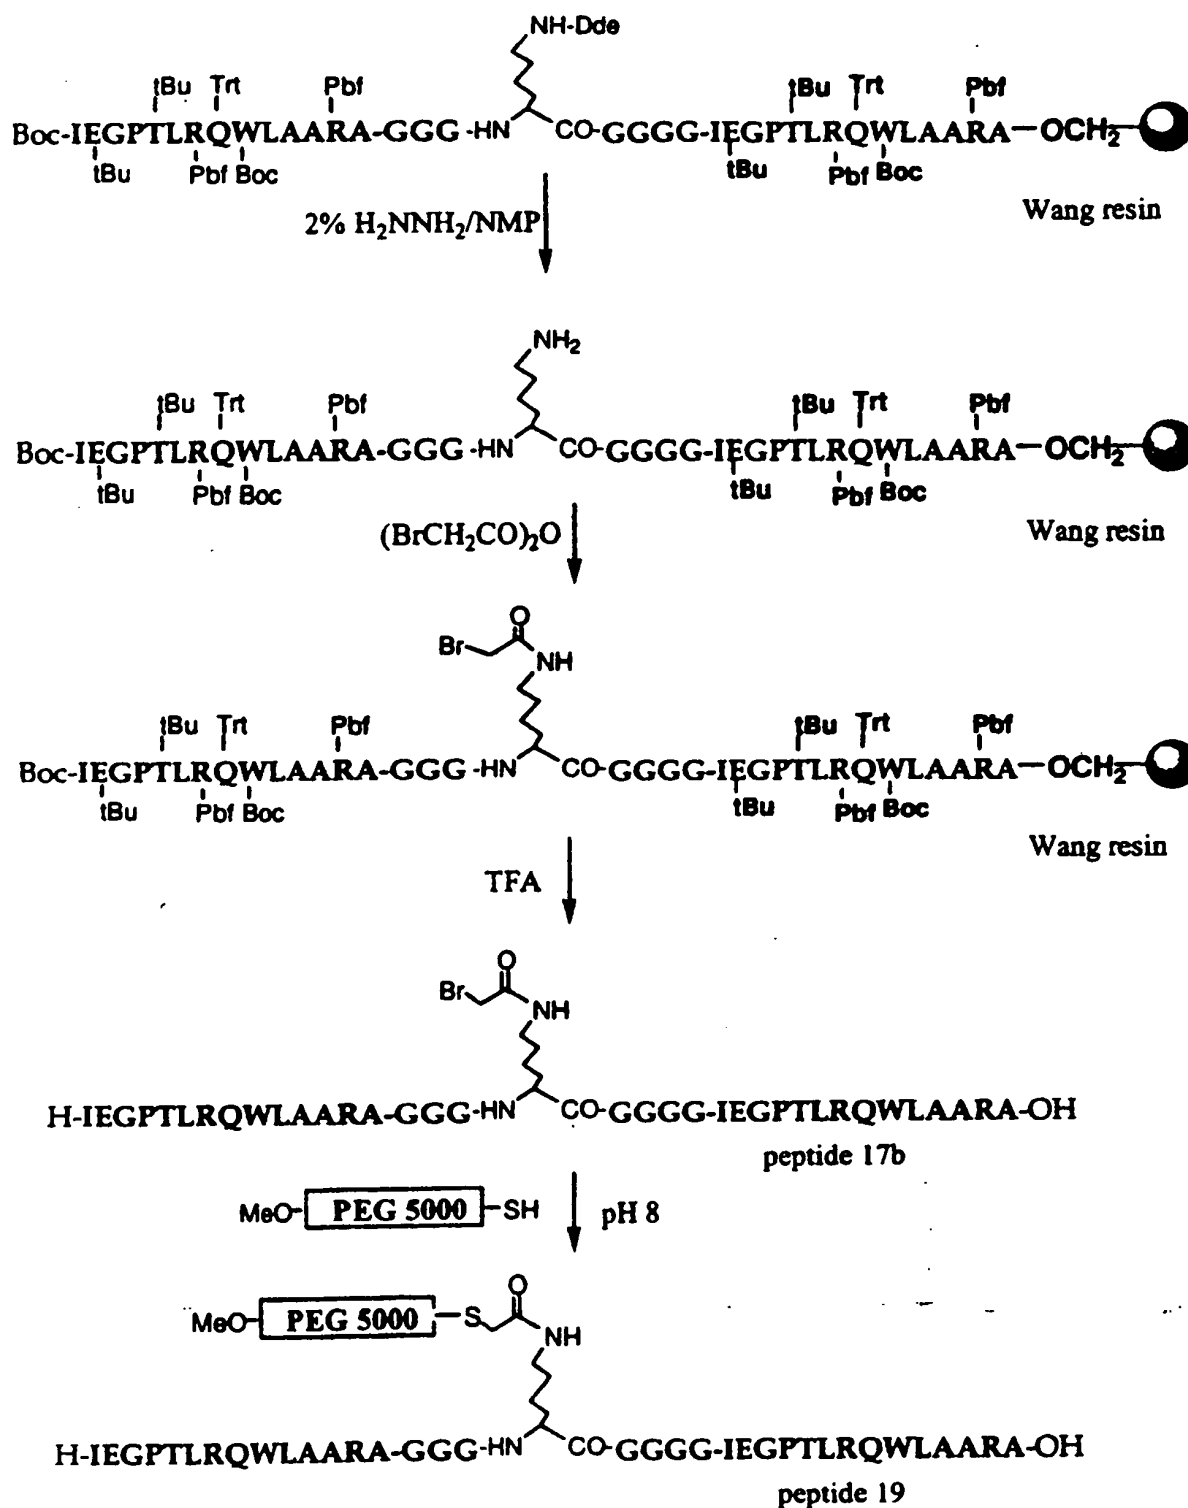 NH-Dde
tBu Trt Pbf tBu Trt Pbf
Boc-IEGPTLRQWLAARA-GGG-HN CO-GGGG-IEGPTLRQWLAARA-OCH₂
tBu Pbf Boc tBu Pbf Boc
Wang resin
2% H₂NNH₂/NMP
NH₂
tBu Trt Pbf tBu Trt Pbf
Boc-IEGPTLRQWLAARA-GGG-HN CO-GGGG-IEGPTLRQWLAARA-OCH₂
tBu Pbf Boc tBu Pbf Boc
Wang resin
(BrCH₂CO)₂O
O
Br NH
tBu Trt Pbf tBu Trt Pbf
Boc-IEGPTLRQWLAARA-GGG-HN CO-GGGG-IEGPTLRQWLAARA-OCH₂
tBu Pbf Boc tBu Pbf Boc
Wang resin
TFA
O
Br NH
H-IEGPTLRQWLAARA-GGG-HN CO-GGGG-IEGPTLRQWLAARA-OH
peptide 17b
MeO- PEG 5000 -SH pH 8
O
MeO- PEG 5000 -S NH
H-IEGPTLRQWLAARA-GGG-HN CO-GGGG-IEGPTLRQWLAARA-OH
peptide 19